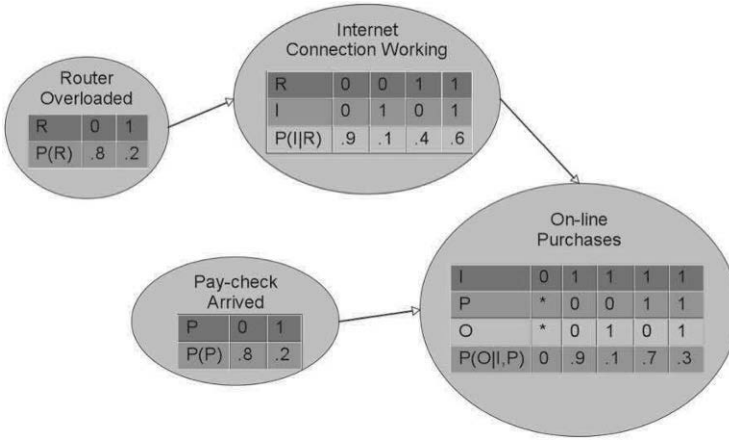 Internet
Connection Working
R 0 0 1 1
I 0 1 0 1
P(I|R) .9 .1 .4 .6
Router
Overloaded
R 0 1
P(R) .8 .2
On-line
Purchases
I 0 1 1 1 1
P * 0 0 1 1
O * 0 1 0 1
P(O|I,P) 0 .9 .1 .7 .3
Pay-check
Arrived
P 0 1
P(P) .8 .2